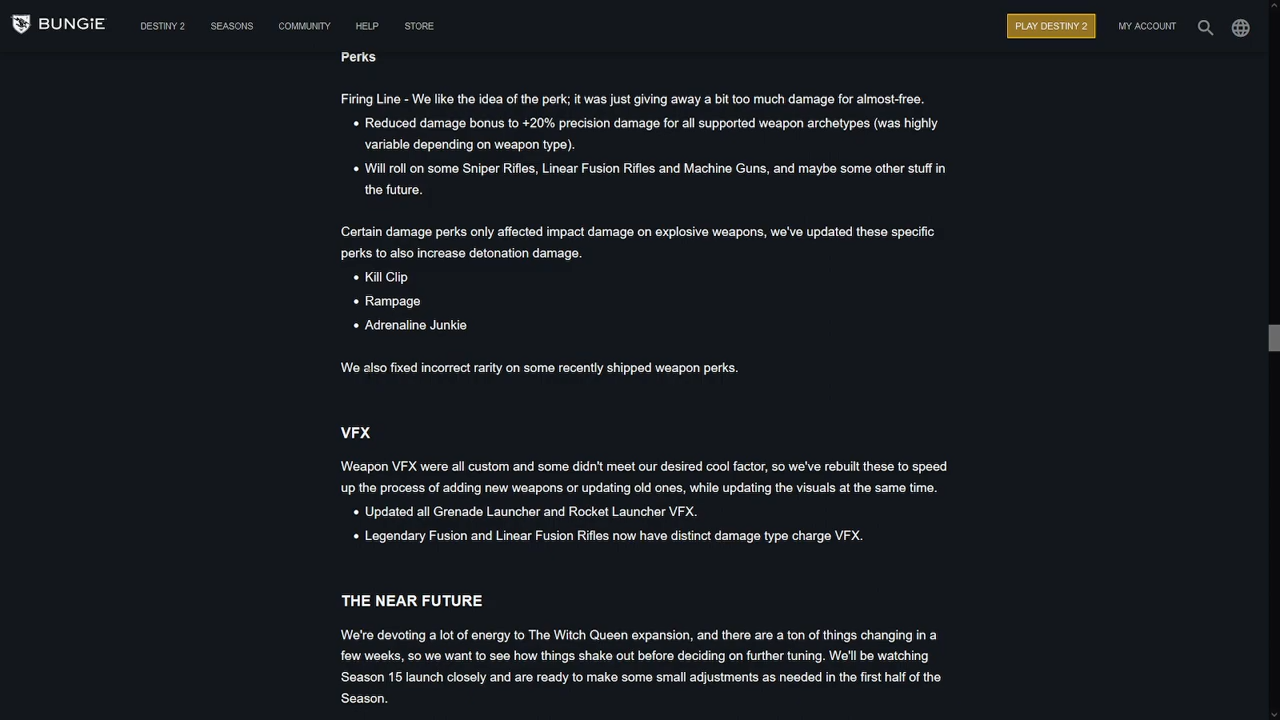 BUNGiE
DESTINY 2
SEASONS
COMMUNITY
HELP
STORE
PLAY DESTINY 2
MY ACCOUNT
Perks
Firing Line - We like the idea of the perk; it was just giving away a bit too much damage for almost-free.
• Reduced damage bonus to +20% precision damage for all supported weapon archetypes (was highly
variable depending on weapon type).
• Will roll on some Sniper Rifles, Linear Fusion Rifles and Machine Guns, and maybe some other stuff in
the future.
Certain damage perks only affected impact damage on explosive weapons, we've updated these specific
perks to also increase detonation damage.
• Kill Clip
• Rampage
• Adrenaline Junkie
We also fixed incorrect rarity on some recently shipped weapon perks.
VFX
Weapon VFX were all custom and some didn't meet our desired cool factor, so we've rebuilt these to speed
up the process of adding new weapons or updating old ones, while updating the visuals at the same time.
• Updated all Grenade Launcher and Rocket Launcher VFX.
• Legendary Fusion and Linear Fusion Rifles now have distinct damage type charge VFX.
THE NEAR FUTURE
We're devoting a lot of energy to The Witch Queen expansion, and there are a ton of things changing in a
few weeks, so we want to see how things shake out before deciding on further tuning. We'll be watching
Season 15 launch closely and are ready to make some small adjustments as needed in the first half of the
Season.